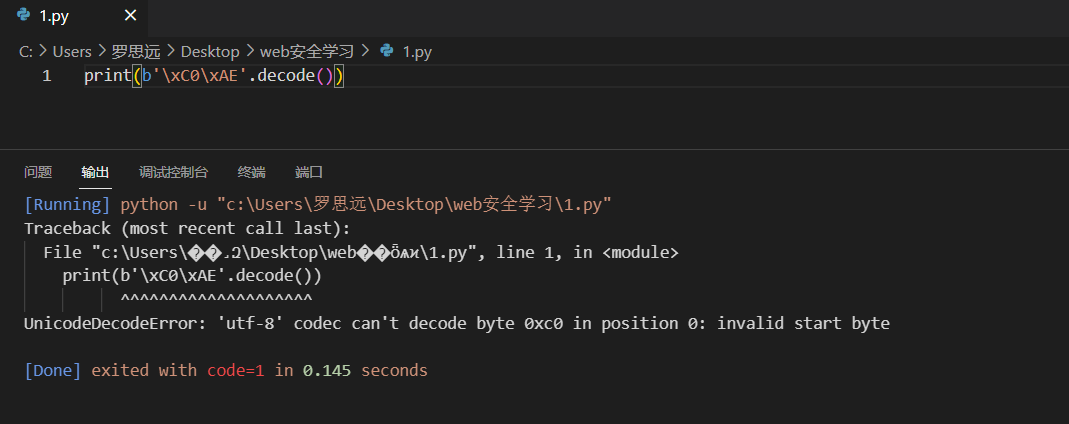 1.py
C: > Users > 罗思远 > Desktop > web安全学习 > 1.py
1 print(b'\xC0\xAE'.decode())
问题 输出 调试控制台 终端 端口
[Running] python -u "c:\Users\罗思远\Desktop\web安全学习\1.py"
Traceback (most recent call last):
File "c:\Users\��˼Զ\Desktop\web��ȫѧϰ\1.py", line 1, in <module>
print(b'\xC0\xAE'.decode())
^^^^^^^^^^^^^^^^^^^^
UnicodeDecodeError: 'utf-8' codec can't decode byte 0xc0 in position 0: invalid start byte
[Done] exited with code=1 in 0.145 seconds